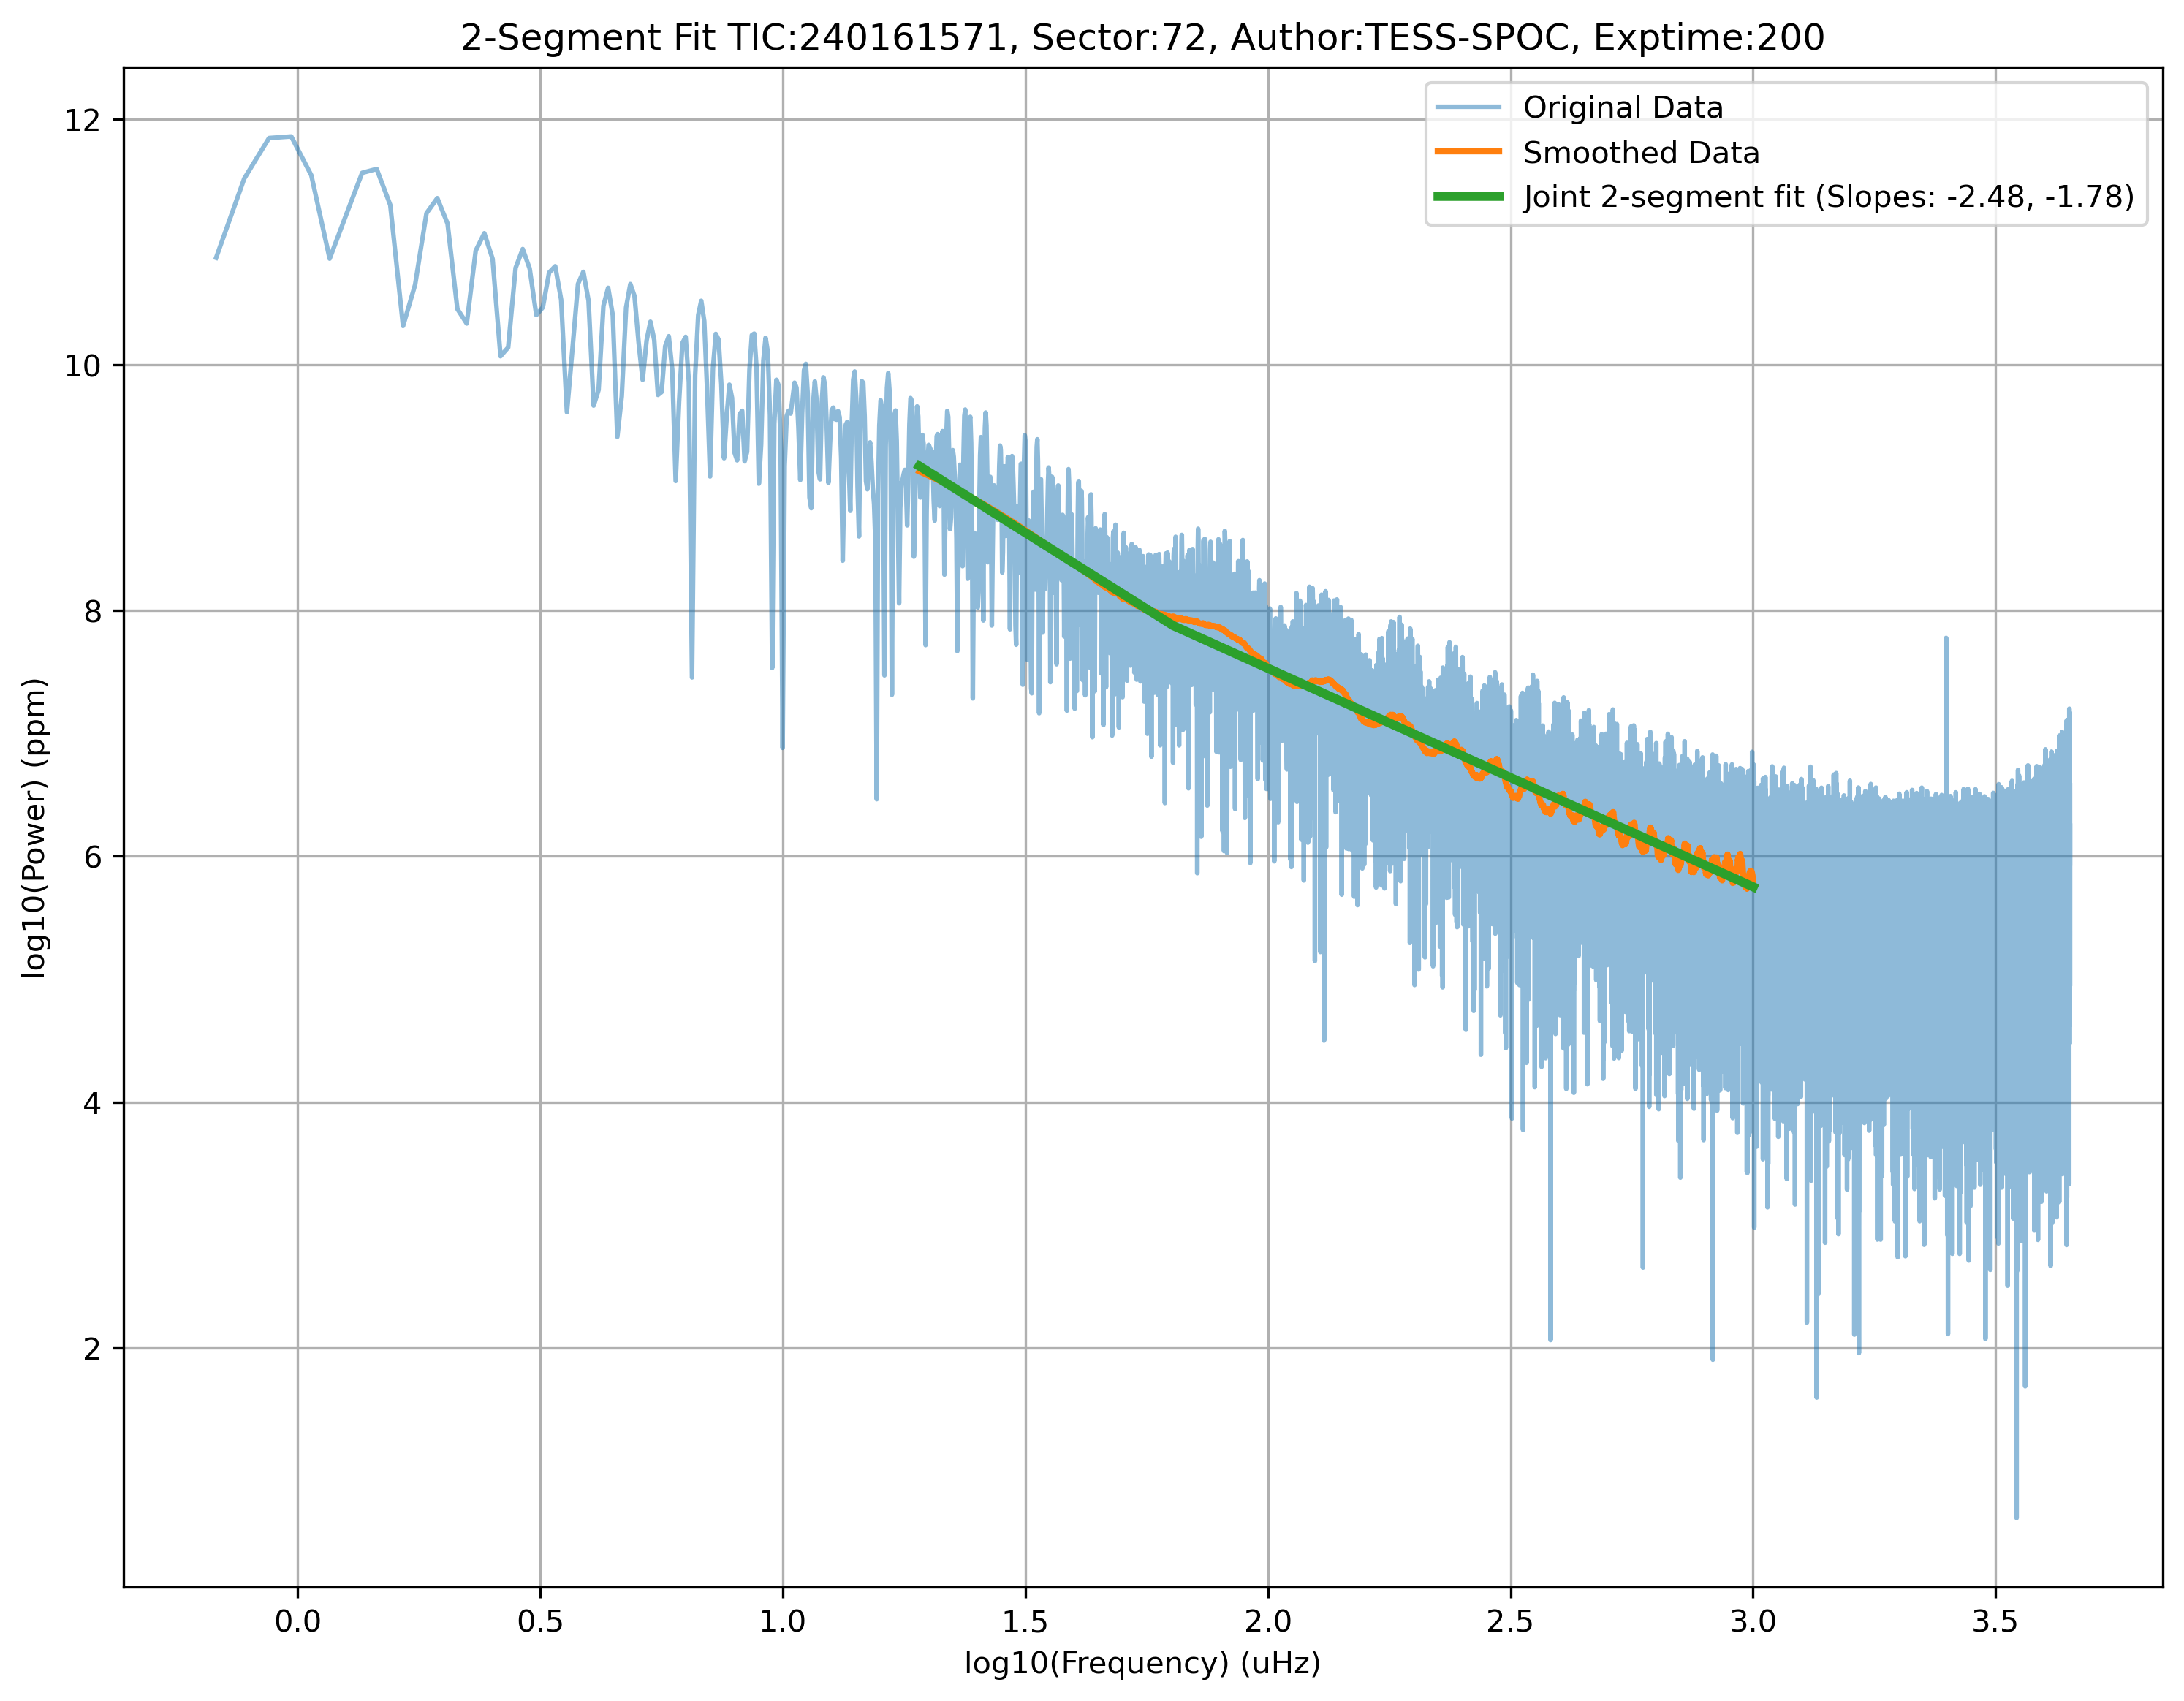 2-Segment Fit TIC:240161571, Sector:72, Author:TESS-SPOC, Exptime:200
Original Data
Smoothed Data
Joint 2-segment fit (Slopes: -2.48, -1.78)
12
10
8
6
4
2
log10(Power) (ppm)
0.0 0.5 1.0 1.5 2.0 2.5 3.0 3.5
log10(Frequency) (uHz)